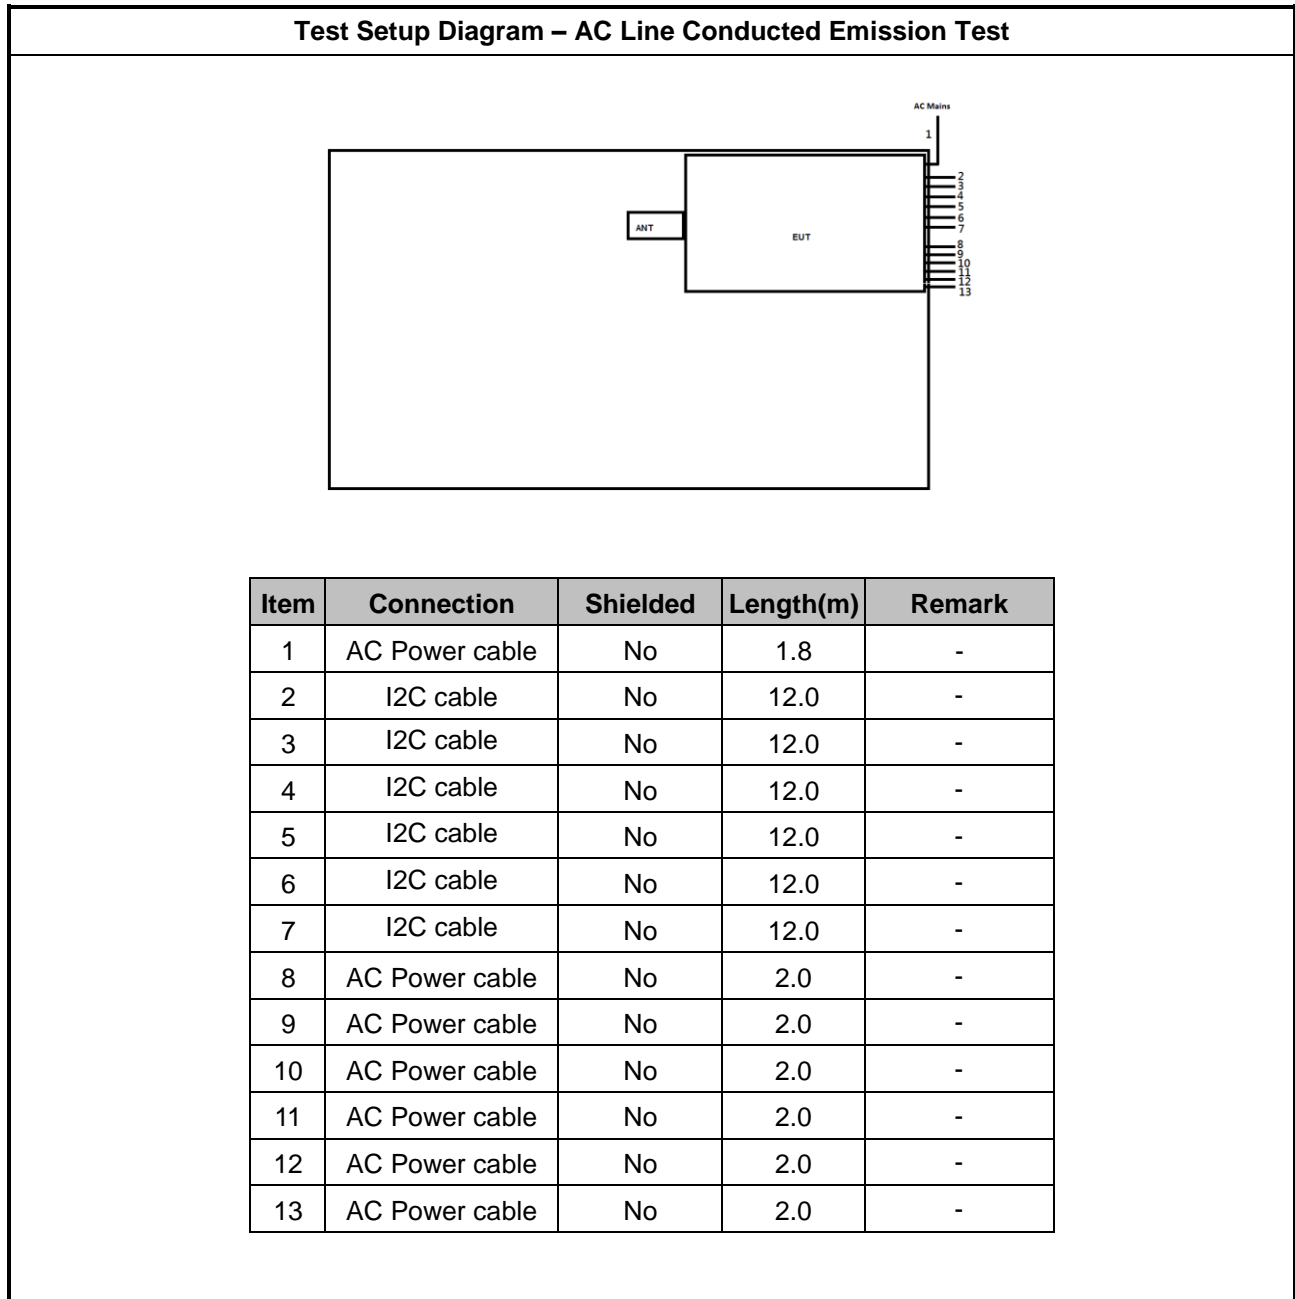 Test Setup Diagram – AC Line Conducted Emission Test
AC Mains
1
2
3
4
5
6
7
8
9
10
11
12
13
ANT
EUT
Item Connection Shielded Length(m) Remark
1 AC Power cable No 1.8 -
2 I2C cable No 12.0 -
3 I2C cable No 12.0 -
4 I2C cable No 12.0 -
5 I2C cable No 12.0 -
6 I2C cable No 12.0 -
7 I2C cable No 12.0 -
8 AC Power cable No 2.0 -
9 AC Power cable No 2.0 -
10 AC Power cable No 2.0 -
11 AC Power cable No 2.0 -
12 AC Power cable No 2.0 -
13 AC Power cable No 2.0 -